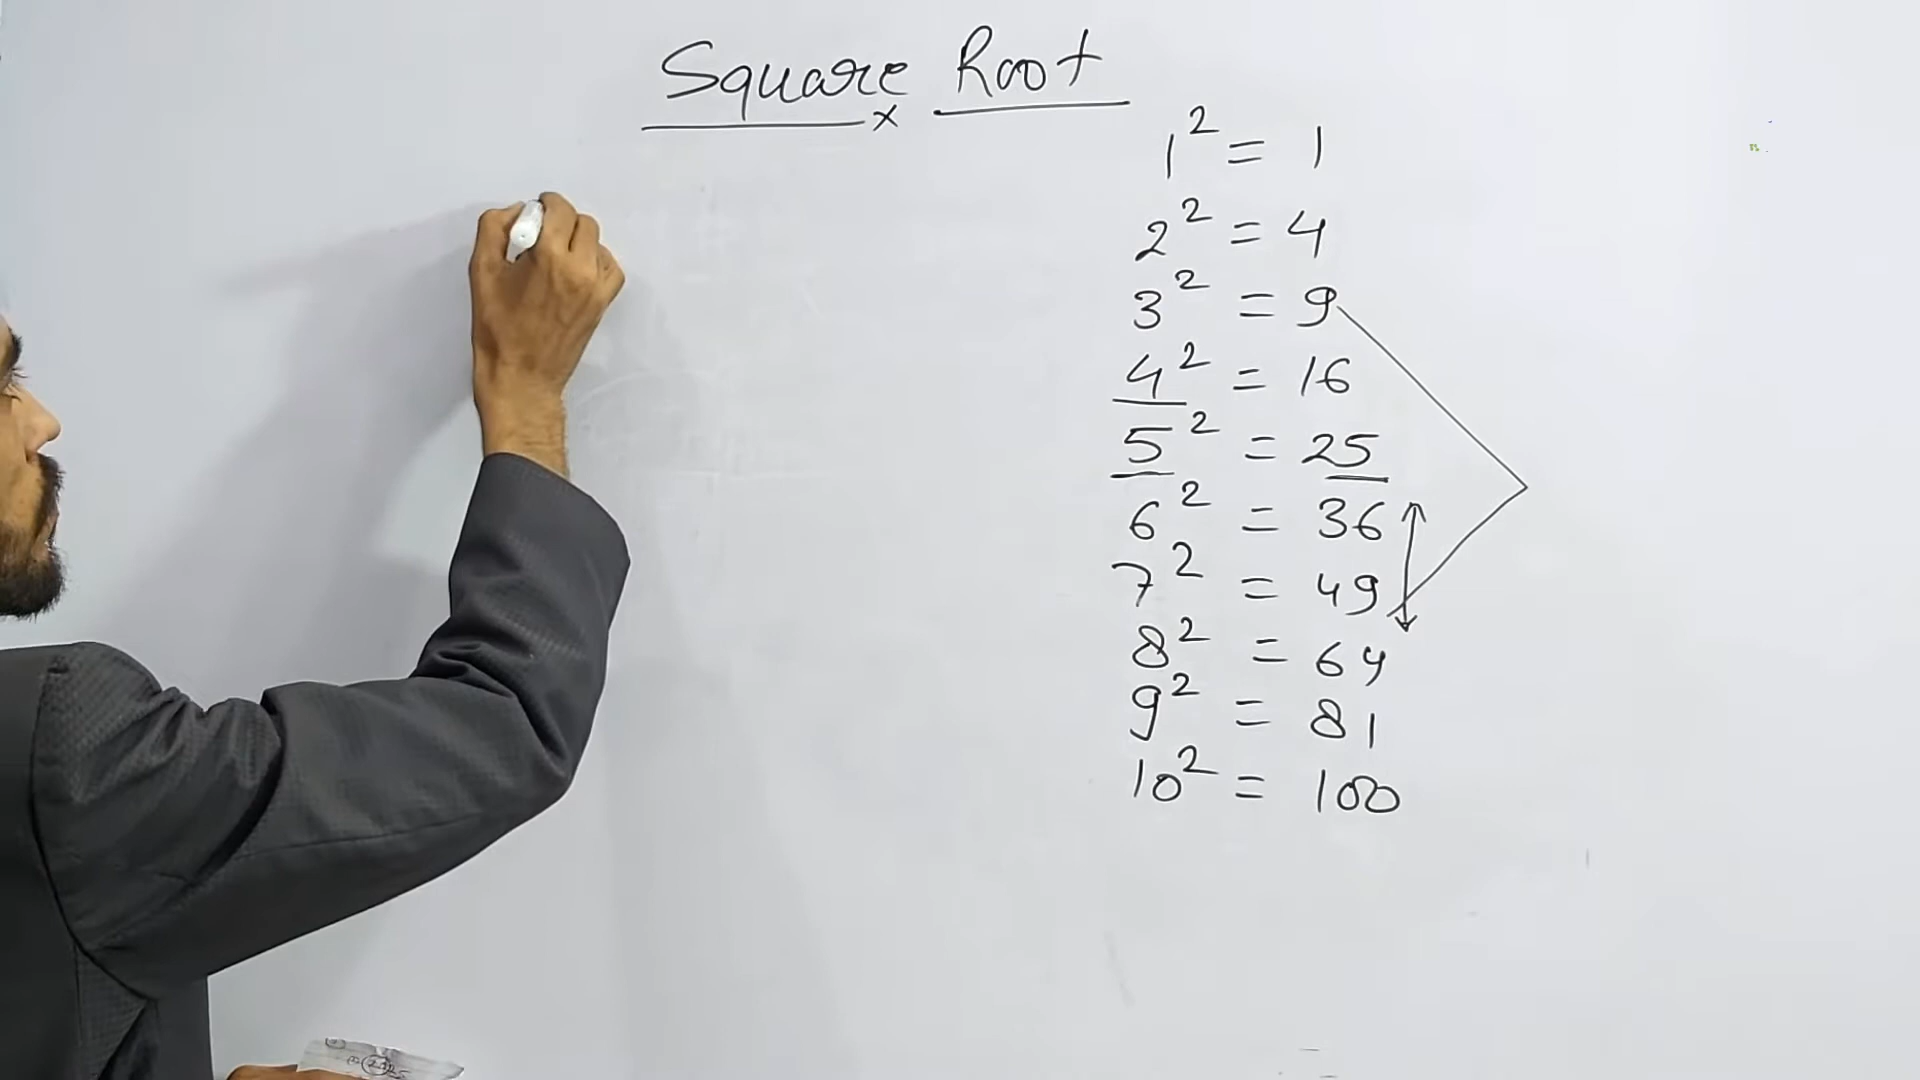 Square Root
x
1² = 1
2² = 4
3² = 9
4² = 16
5² = 25
6² = 36
7² = 49
8² = 64
9² = 81
10² = 100